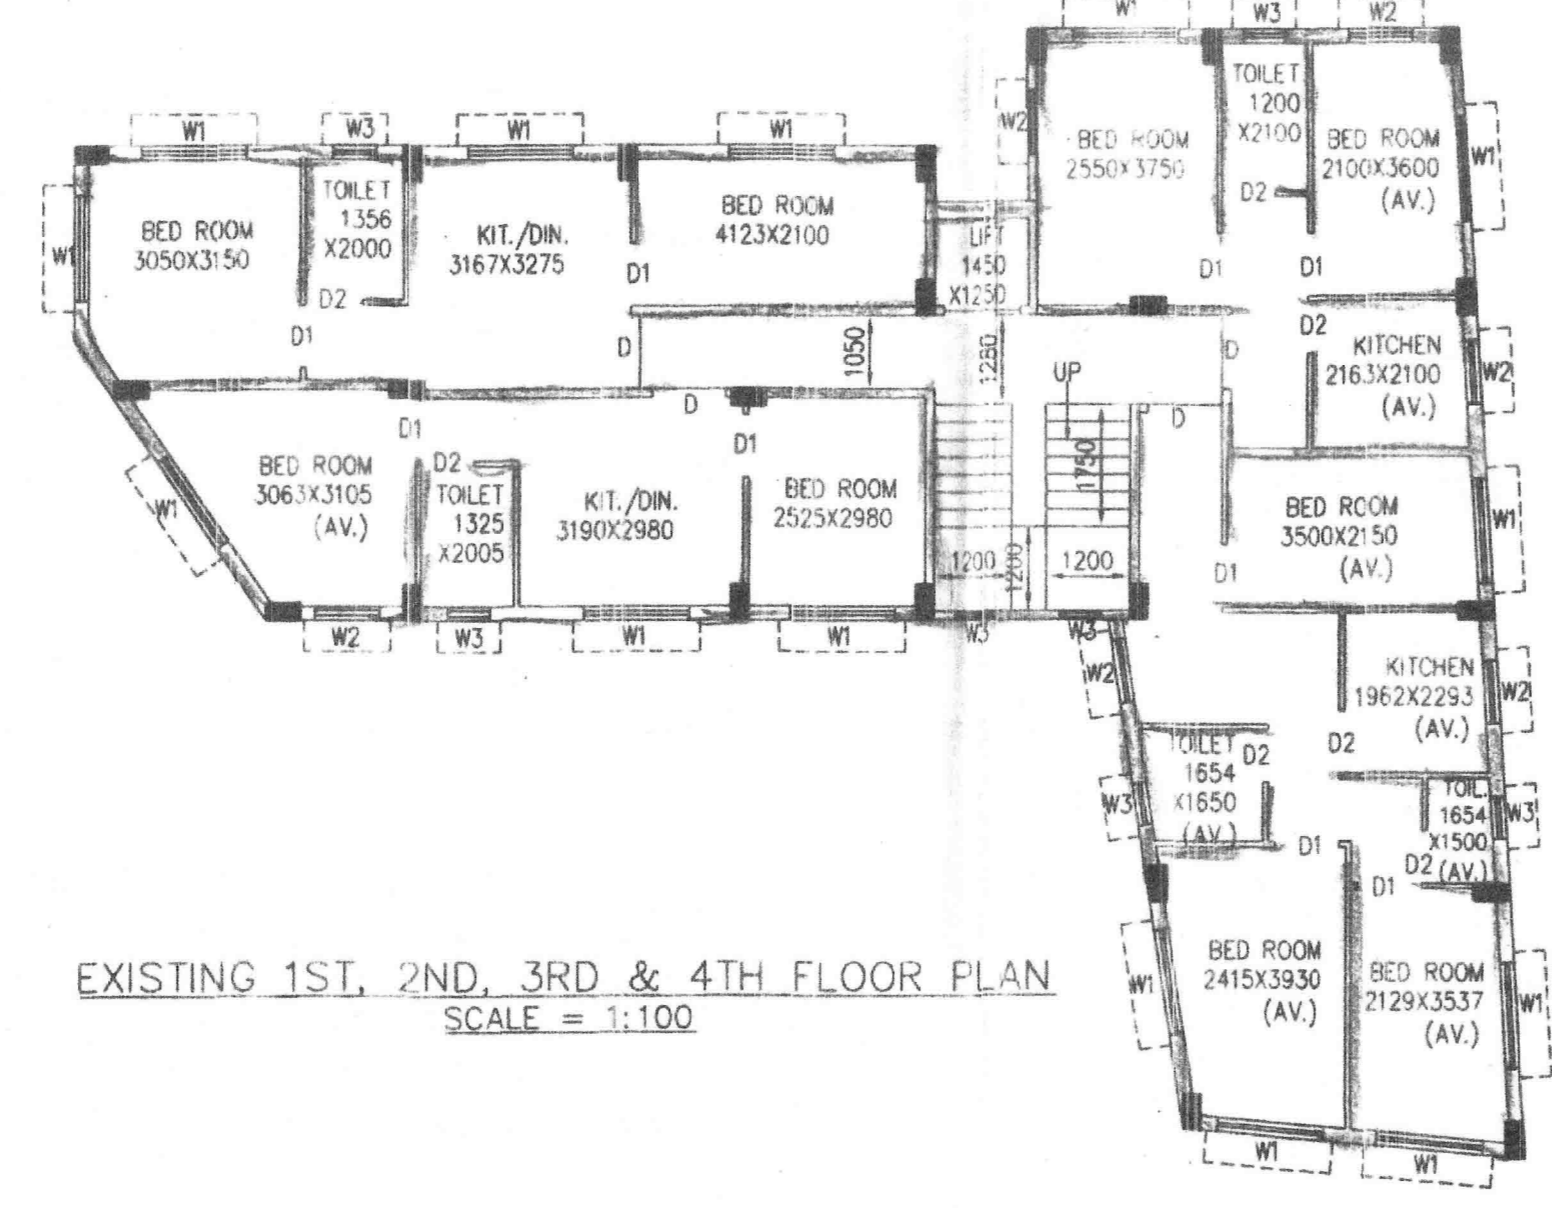 W1
W3
W2
W1
W3
W1
W1
W2
TOILET
1200
X2100
BED ROOM
2550X3750
BED ROOM
2100X3600
(AV.)
W1
D2
TOILET
1356
X2000
BED ROOM
3050X3150
W1
KIT./DIN.
3167X3275
BED ROOM
4123X2100
LIFT
1450
X1250
D1
D1
D1
D2
D1
D
1050
1280
UP
D
D2
KITCHEN
2163X2100
(AV.)
W2
D
D
D1
D2
D1
BED ROOM
3063X3105
(AV.)
W1
TOILET
1325
X2005
KIT./DIN.
3190X2980
BED ROOM
2525X2980
1750
1200
1200
1200
BED ROOM
3500X2150
(AV.)
W1
D1
W2
W3
W1
W1
W3
W3
W2
KITCHEN
1962X2293
(AV.)
W2
D2
TOILET
1654
X1650
(AV.)
D2
W3
TOIL.
1654
X1500
(AV.)
W3
D1
D2
D1
BED ROOM
2415X3930
(AV.)
W1
BED ROOM
2129X3537
(AV.)
W1
W1
W1
EXISTING 1ST, 2ND, 3RD & 4TH FLOOR PLAN
SCALE = 1:100